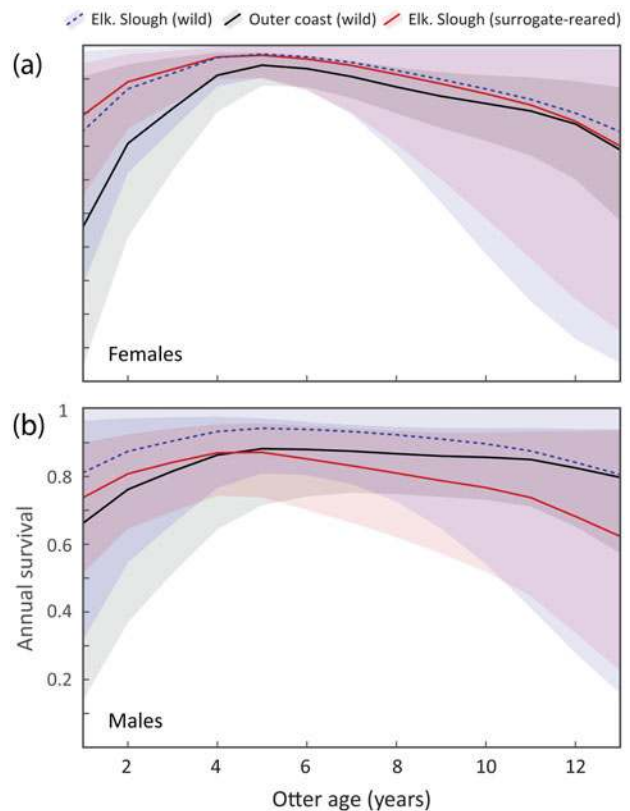 Elk. Slough (wild) Outer coast (wild) Elk. Slough (surrogate-reared)
(a)
Females
(b)
1
0.8
0.6
0.4
0.2
Annual survival
Males
2 4 6 8 10 12
Otter age (years)